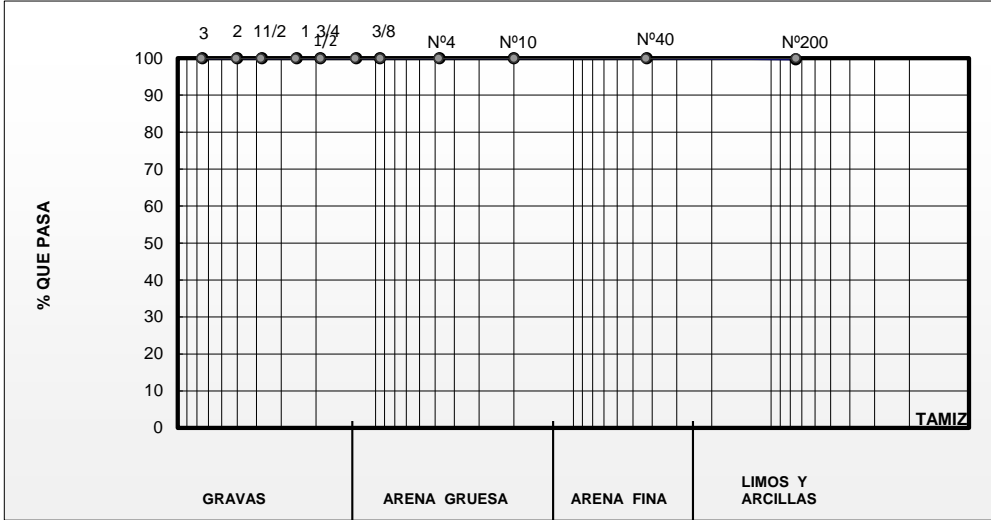 3 2 11/2 1 3/4 3/8
1/2 Nº4 Nº10 Nº40 Nº200
100
90
80
70
60
50
40
30
20
10
0
% QUE PASA
TAMIZ
GRAVAS ARENA GRUESA ARENA FINA LIMOS Y
ARCILLAS